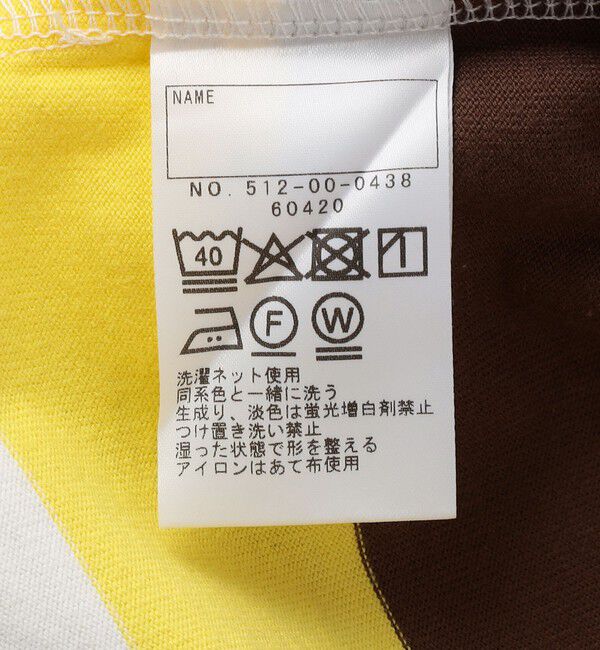 NAME
NO. 512-00-0438
60420
40
F W
洗濯ネット使用
同系色と一緒に洗う
生成り、淡色は蛍光増白剤禁止
つけ置き洗い禁止
湿った状態で形を整える
アイロンはあて布使用